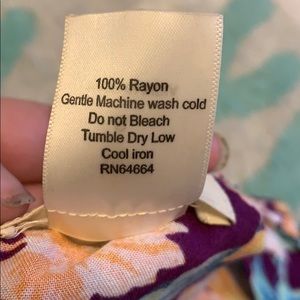 100% Rayon
Gentle Machine wash cold
Do not Bleach
Tumble Dry Low
Cool iron
RN64664